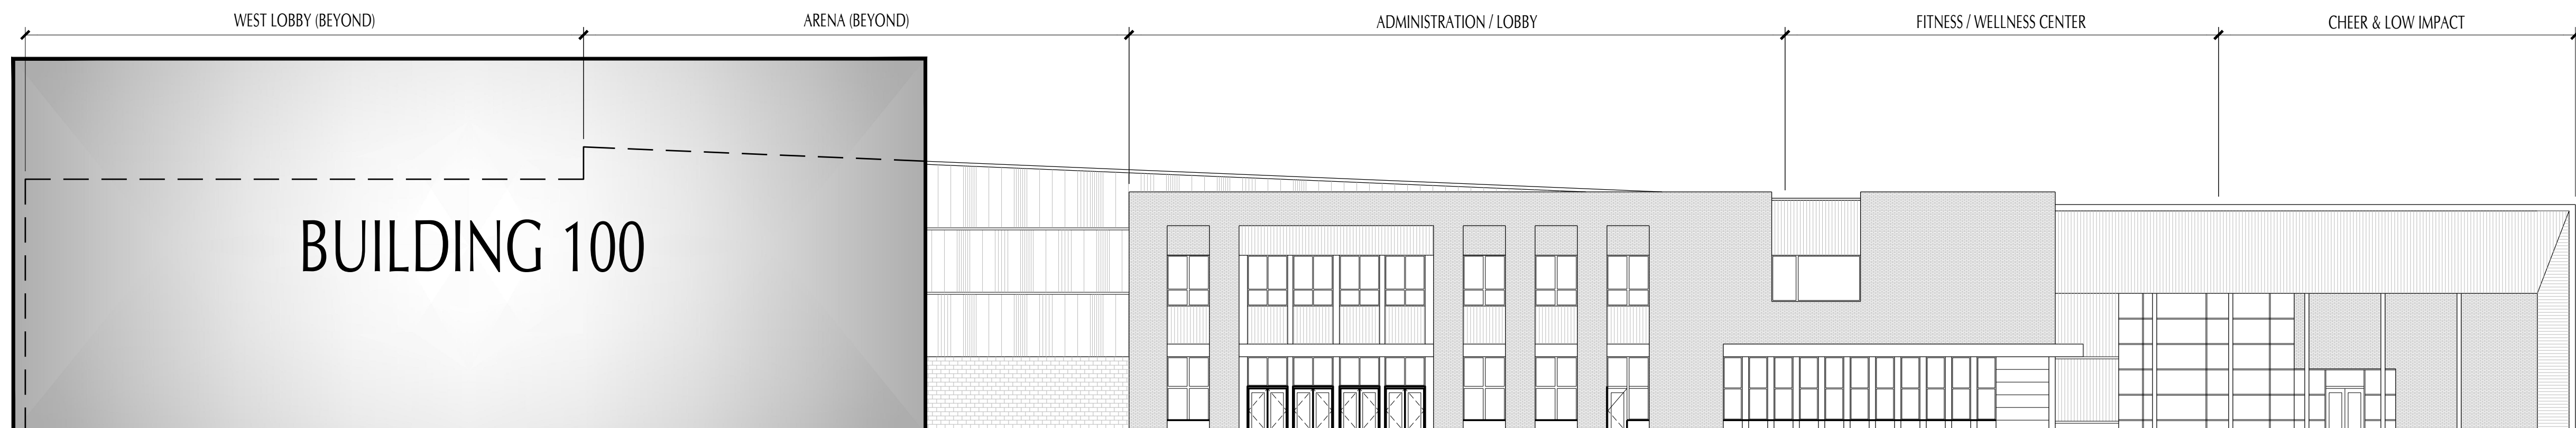 WEST LOBBY (BEYOND)
ARENA (BEYOND)
ADMINISTRATION / LOBBY
FITNESS / WELLNESS CENTER
CHEER & LOW IMPACT
BUILDING 100